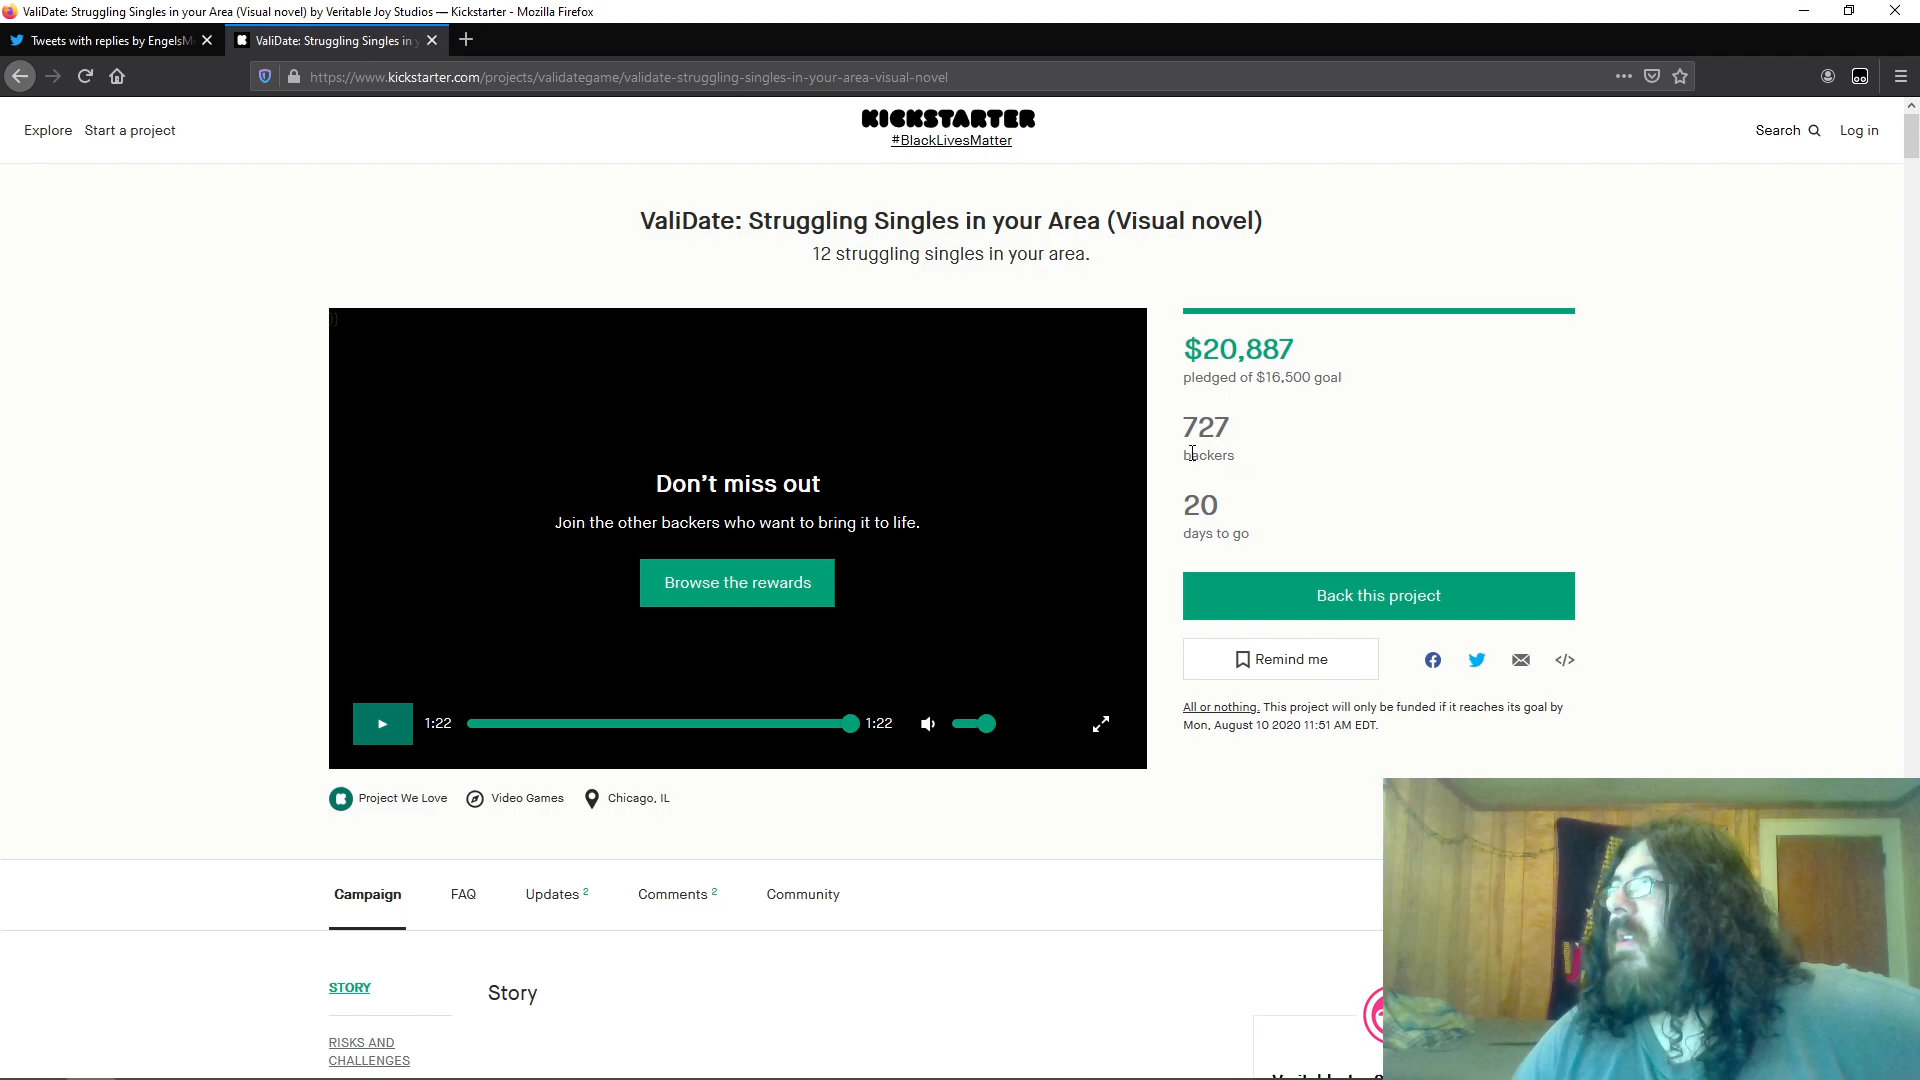 ValiDate: Struggling Singles in your Area (Visual novel) by Veritable Joy Studios — Kickstarter - Mozilla Firefox
Tweets with replies by EngelsM
ValiDate: Struggling Singles in y
https://www.kickstarter.com/projects/validategame/validate-struggling-singles-in-your-area-visual-novel
Explore Start a project
KICKSTARTER
#BlackLivesMatter
Search
Log in
ValiDate: Struggling Singles in your Area (Visual novel)
12 struggling singles in your area.
Don’t miss out
Join the other backers who want to bring it to life.
Browse the rewards
1:22 1:22
$20,887
pledged of $16,500 goal
727
backers
20
days to go
Back this project
Remind me
All or nothing. This project will only be funded if it reaches its goal by
Mon, August 10 2020 11:51 AM EDT.
Project We Love Video Games Chicago, IL
Campaign FAQ Updates 2 Comments 2 Community
STORY
Story
RISKS AND
CHALLENGES